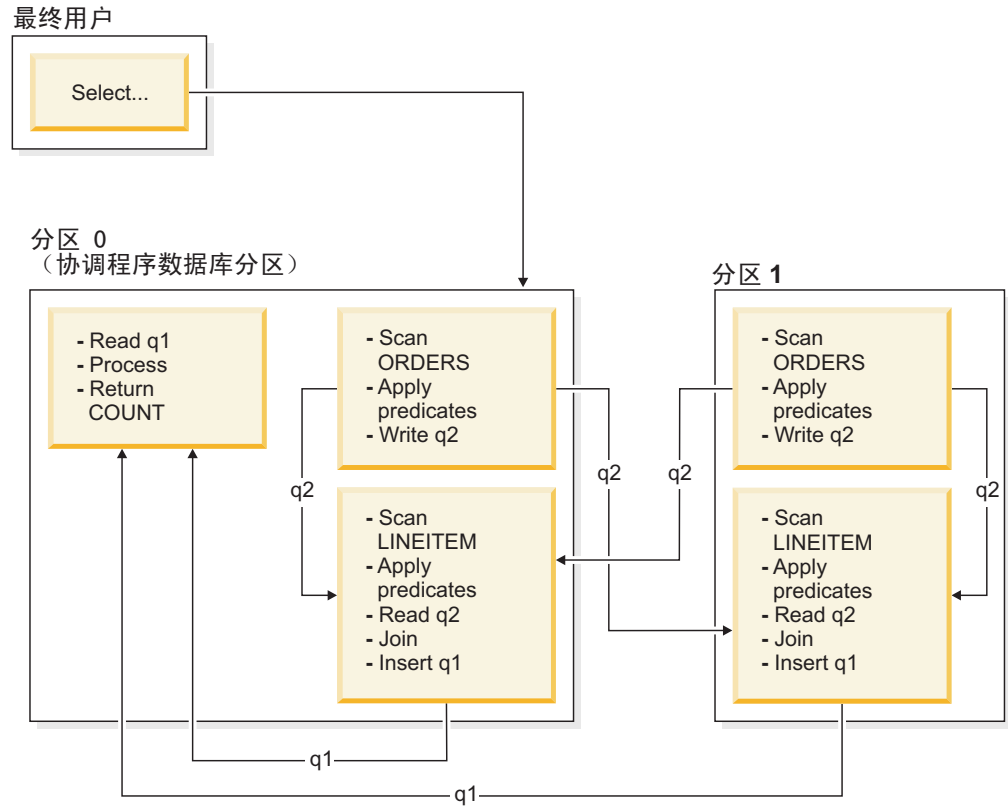 最终用户
Select...
分区 0
（协调程序数据库分区）
- Read q1
- Process
- Return
COUNT
- Scan
ORDERS
- Apply
predicates
- Write q2
q2
- Scan
LINEITEM
- Apply
predicates
- Read q2
- Join
- Insert q1
q2
q2
分区 1
- Scan
ORDERS
- Apply
predicates
- Write q2
q2
- Scan
LINEITEM
- Apply
predicates
- Read q2
- Join
- Insert q1
q1
q1